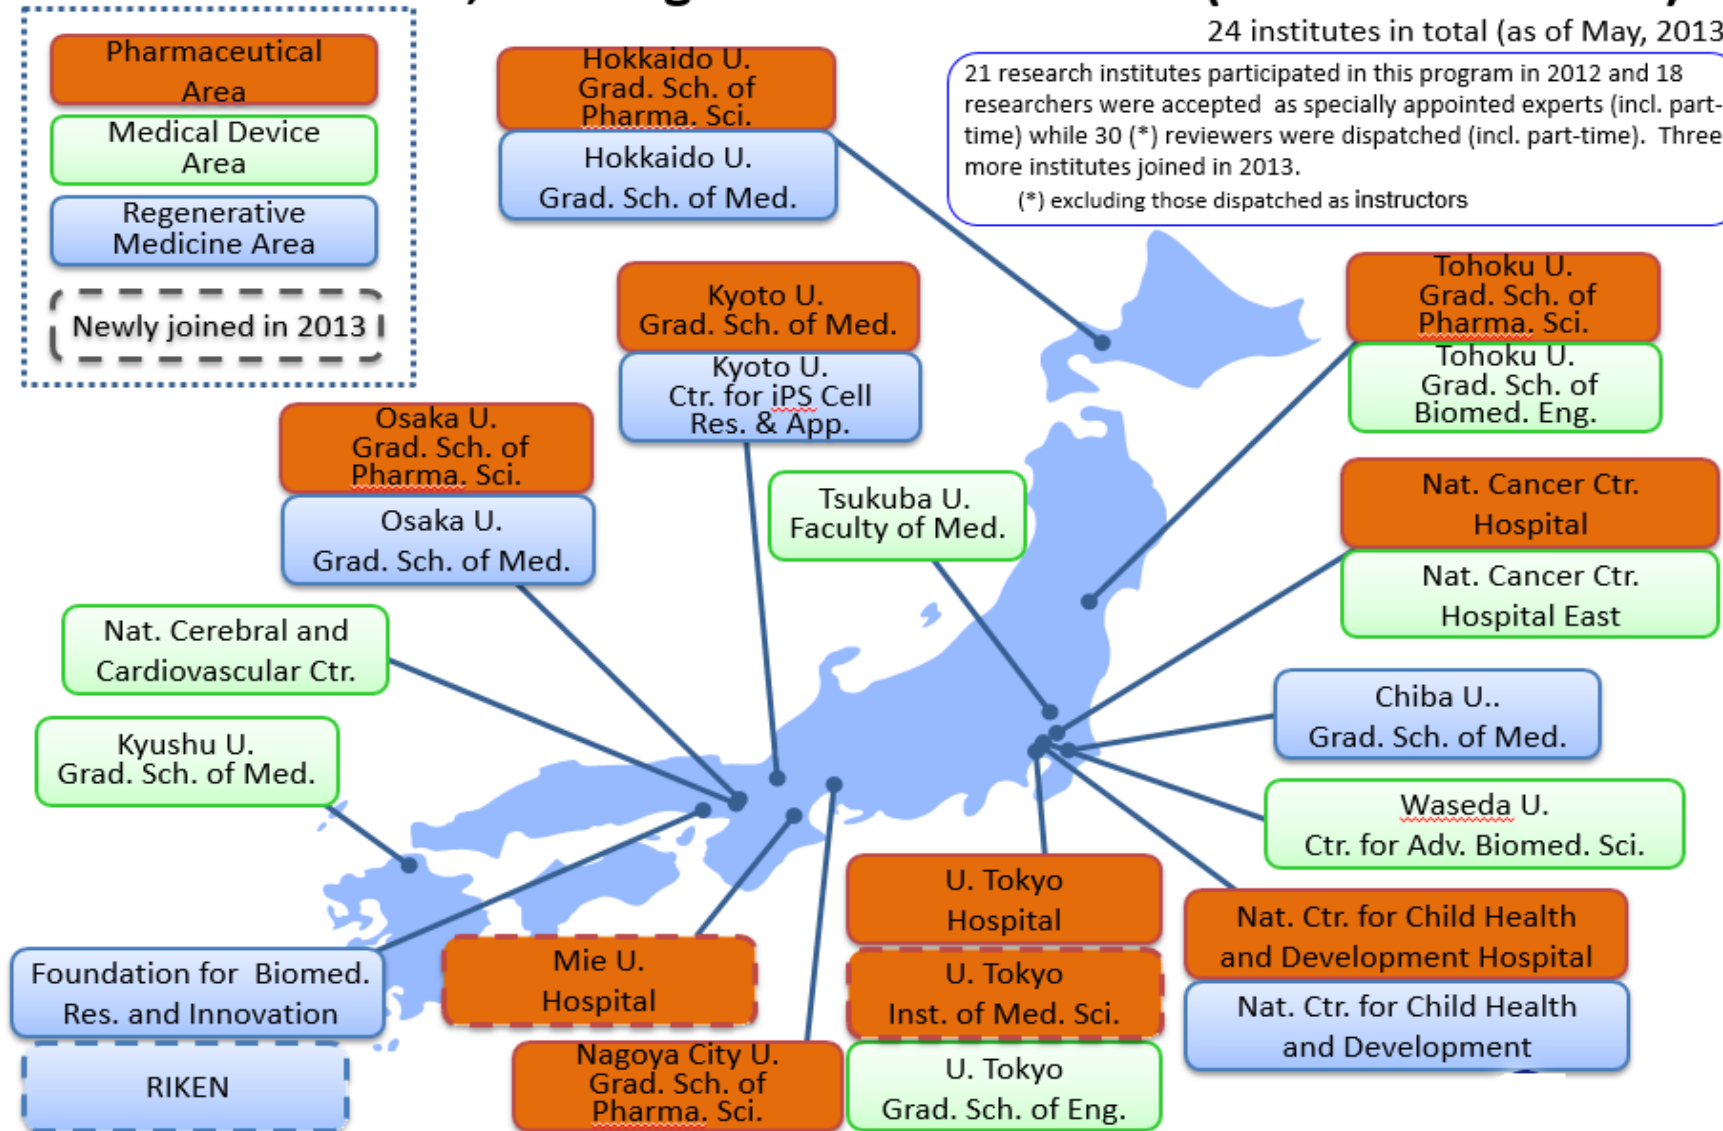 24 institutes in total (as of May, 2013
Pharmaceutical
Area
Medical Device
Area
Regenerative
Medicine Area
Newly joined in 2013
21 research institutes participated in this program in 2012 and 18
researchers were accepted as specially appointed experts (incl. part-
time) while 30 (*) reviewers were dispatched (incl. part-time). Three
more institutes joined in 2013.
(*) excluding those dispatched as instructors
Hokkaido U.
Grad. Sch. of
Pharma. Sci.
Hokkaido U.
Grad. Sch. of Med.
Kyoto U.
Grad. Sch. of Med.
Kyoto U.
Ctr. for iPS Cell
Res. & App.
Tohoku U.
Grad. Sch. of
Pharma. Sci.
Tohoku U.
Grad. Sch. of
Biomed. Eng.
Osaka U.
Grad. Sch. of
Pharma. Sci.
Osaka U.
Grad. Sch. of Med.
Tsukuba U.
Faculty of Med.
Nat. Cancer Ctr.
Hospital
Nat. Cancer Ctr.
Hospital East
Nat. Cerebral and
Cardiovascular Ctr.
Kyushu U.
Grad. Sch. of Med.
Chiba U..
Grad. Sch. of Med.
Waseda U.
Ctr. for Adv. Biomed. Sci.
Foundation for Biomed.
Res. and Innovation
RIKEN
Mie U.
Hospital
Nagoya City U.
Grad. Sch. of
Pharma. Sci.
U. Tokyo
Hospital
U. Tokyo
Inst. of Med. Sci.
U. Tokyo
Grad. Sch. of Eng.
Nat. Ctr. for Child Health
and Development Hospital
Nat. Ctr. for Child Health
and Development